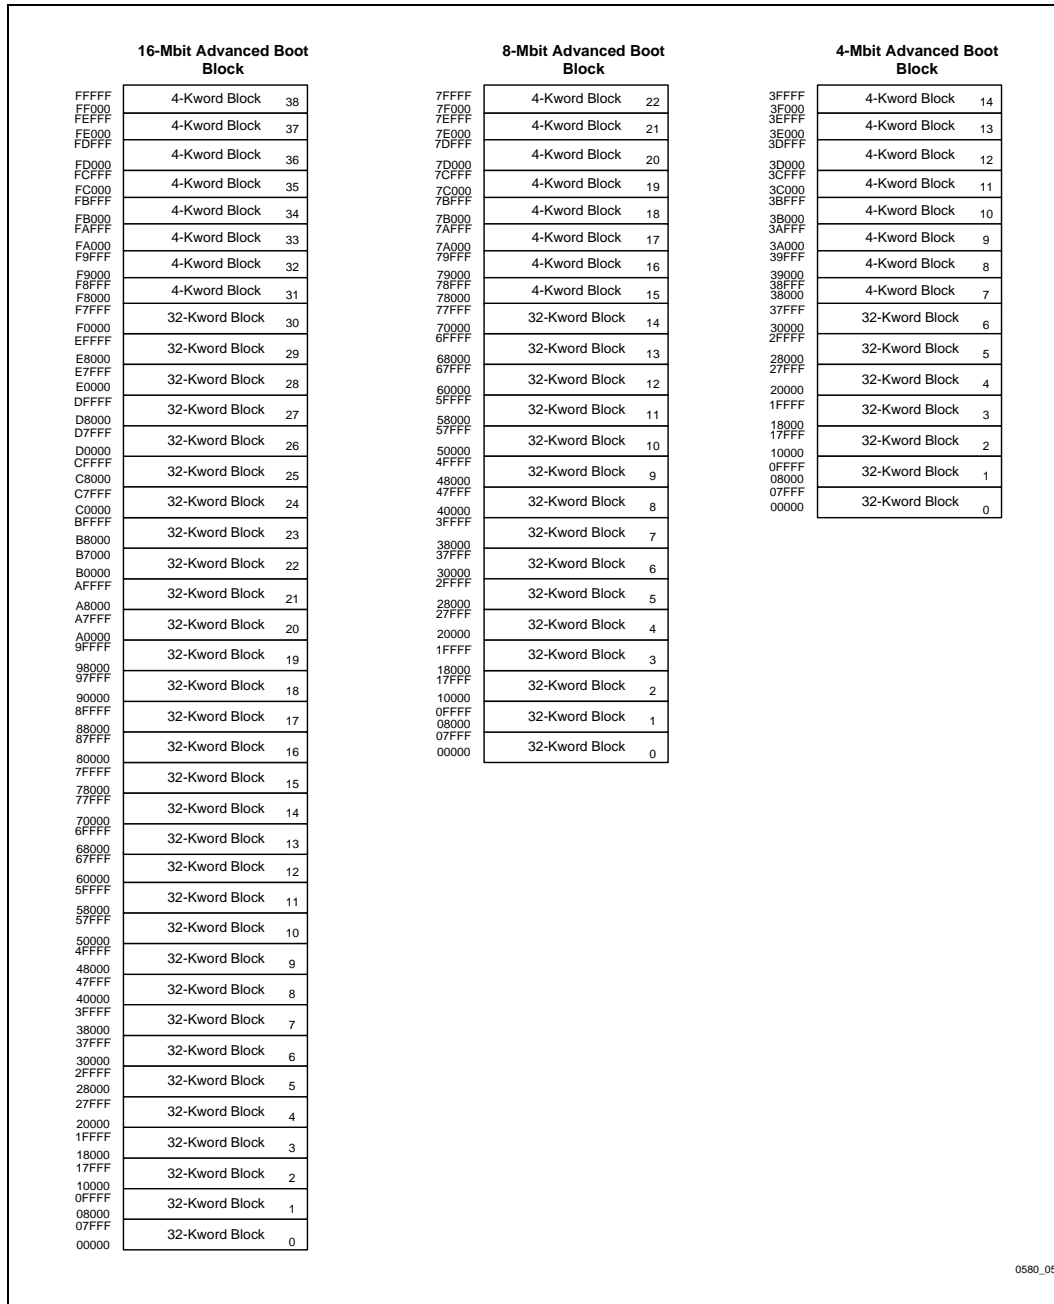 16-Mbit Advanced Boot
Block
FFFFF
4-Kword Block 38
FF000
FEFFF
4-Kword Block 37
FE000
FDFFF
4-Kword Block 36
FD000
FCFFF
4-Kword Block 35
FC000
FBFFF
4-Kword Block 34
FB000
FAFFF
4-Kword Block 33
FA000
F9FFF
4-Kword Block 32
F9000
F8FFF
4-Kword Block 31
F8000
F7FFF
32-Kword Block 30
F0000
EFFFF
32-Kword Block 29
E8000
E7FFF
32-Kword Block 28
E0000
DFFFF
32-Kword Block 27
D8000
D7FFF
32-Kword Block 26
D0000
CFFFF
32-Kword Block 25
C8000
C7FFF
32-Kword Block 24
C0000
BFFFF
32-Kword Block 23
B8000
B7000
32-Kword Block 22
B0000
AFFFF
32-Kword Block 21
A8000
A7FFF
32-Kword Block 20
A0000
9FFFF
32-Kword Block 19
98000
97FFF
32-Kword Block 18
90000
8FFFF
32-Kword Block 17
88000
87FFF
32-Kword Block 16
80000
7FFFF
32-Kword Block 15
78000
77FFF
32-Kword Block 14
70000
6FFFF
32-Kword Block 13
68000
67FFF
32-Kword Block 12
60000
5FFFF
32-Kword Block 11
58000
57FFF
32-Kword Block 10
50000
4FFFF
32-Kword Block 9
48000
47FFF
32-Kword Block 8
40000
3FFFF
32-Kword Block 7
38000
37FFF
32-Kword Block 6
30000
2FFFF
32-Kword Block 5
28000
27FFF
32-Kword Block 4
20000
1FFFF
32-Kword Block 3
18000
17FFF
32-Kword Block 2
10000
0FFFF
32-Kword Block 1
08000
07FFF
32-Kword Block 0
00000
8-Mbit Advanced Boot
Block
7FFFF
4-Kword Block 22
7F000
7EFFF
4-Kword Block 21
7E000
7DFFF
4-Kword Block 20
7D000
7CFFF
4-Kword Block 19
7C000
7BFFF
4-Kword Block 18
7B000
7AFFF
4-Kword Block 17
7A000
79FFF
4-Kword Block 16
79000
78FFF
4-Kword Block 15
78000
77FFF
32-Kword Block 14
70000
6FFFF
32-Kword Block 13
68000
67FFF
32-Kword Block 12
60000
5FFFF
32-Kword Block 11
58000
57FFF
32-Kword Block 10
50000
4FFFF
32-Kword Block 9
48000
47FFF
32-Kword Block 8
40000
3FFFF
32-Kword Block 7
38000
37FFF
32-Kword Block 6
30000
2FFFF
32-Kword Block 5
28000
27FFF
32-Kword Block 4
20000
1FFFF
32-Kword Block 3
18000
17FFF
32-Kword Block 2
10000
0FFFF
32-Kword Block 1
08000
07FFF
32-Kword Block 0
00000
4-Mbit Advanced Boot
Block
3FFFF
4-Kword Block 14
3F000
3EFFF
4-Kword Block 13
3E000
3DFFF
4-Kword Block 12
3D000
3CFFF
4-Kword Block 11
3C000
3BFFF
4-Kword Block 10
3B000
3AFFF
4-Kword Block 9
3A000
39FFF
4-Kword Block 8
39000
38FFF
4-Kword Block 7
38000
37FFF
32-Kword Block 6
30000
2FFFF
32-Kword Block 5
28000
27FFF
32-Kword Block 4
20000
1FFFF
32-Kword Block 3
18000
17FFF
32-Kword Block 2
10000
0FFFF
32-Kword Block 1
08000
07FFF
32-Kword Block 0
00000
0580_05